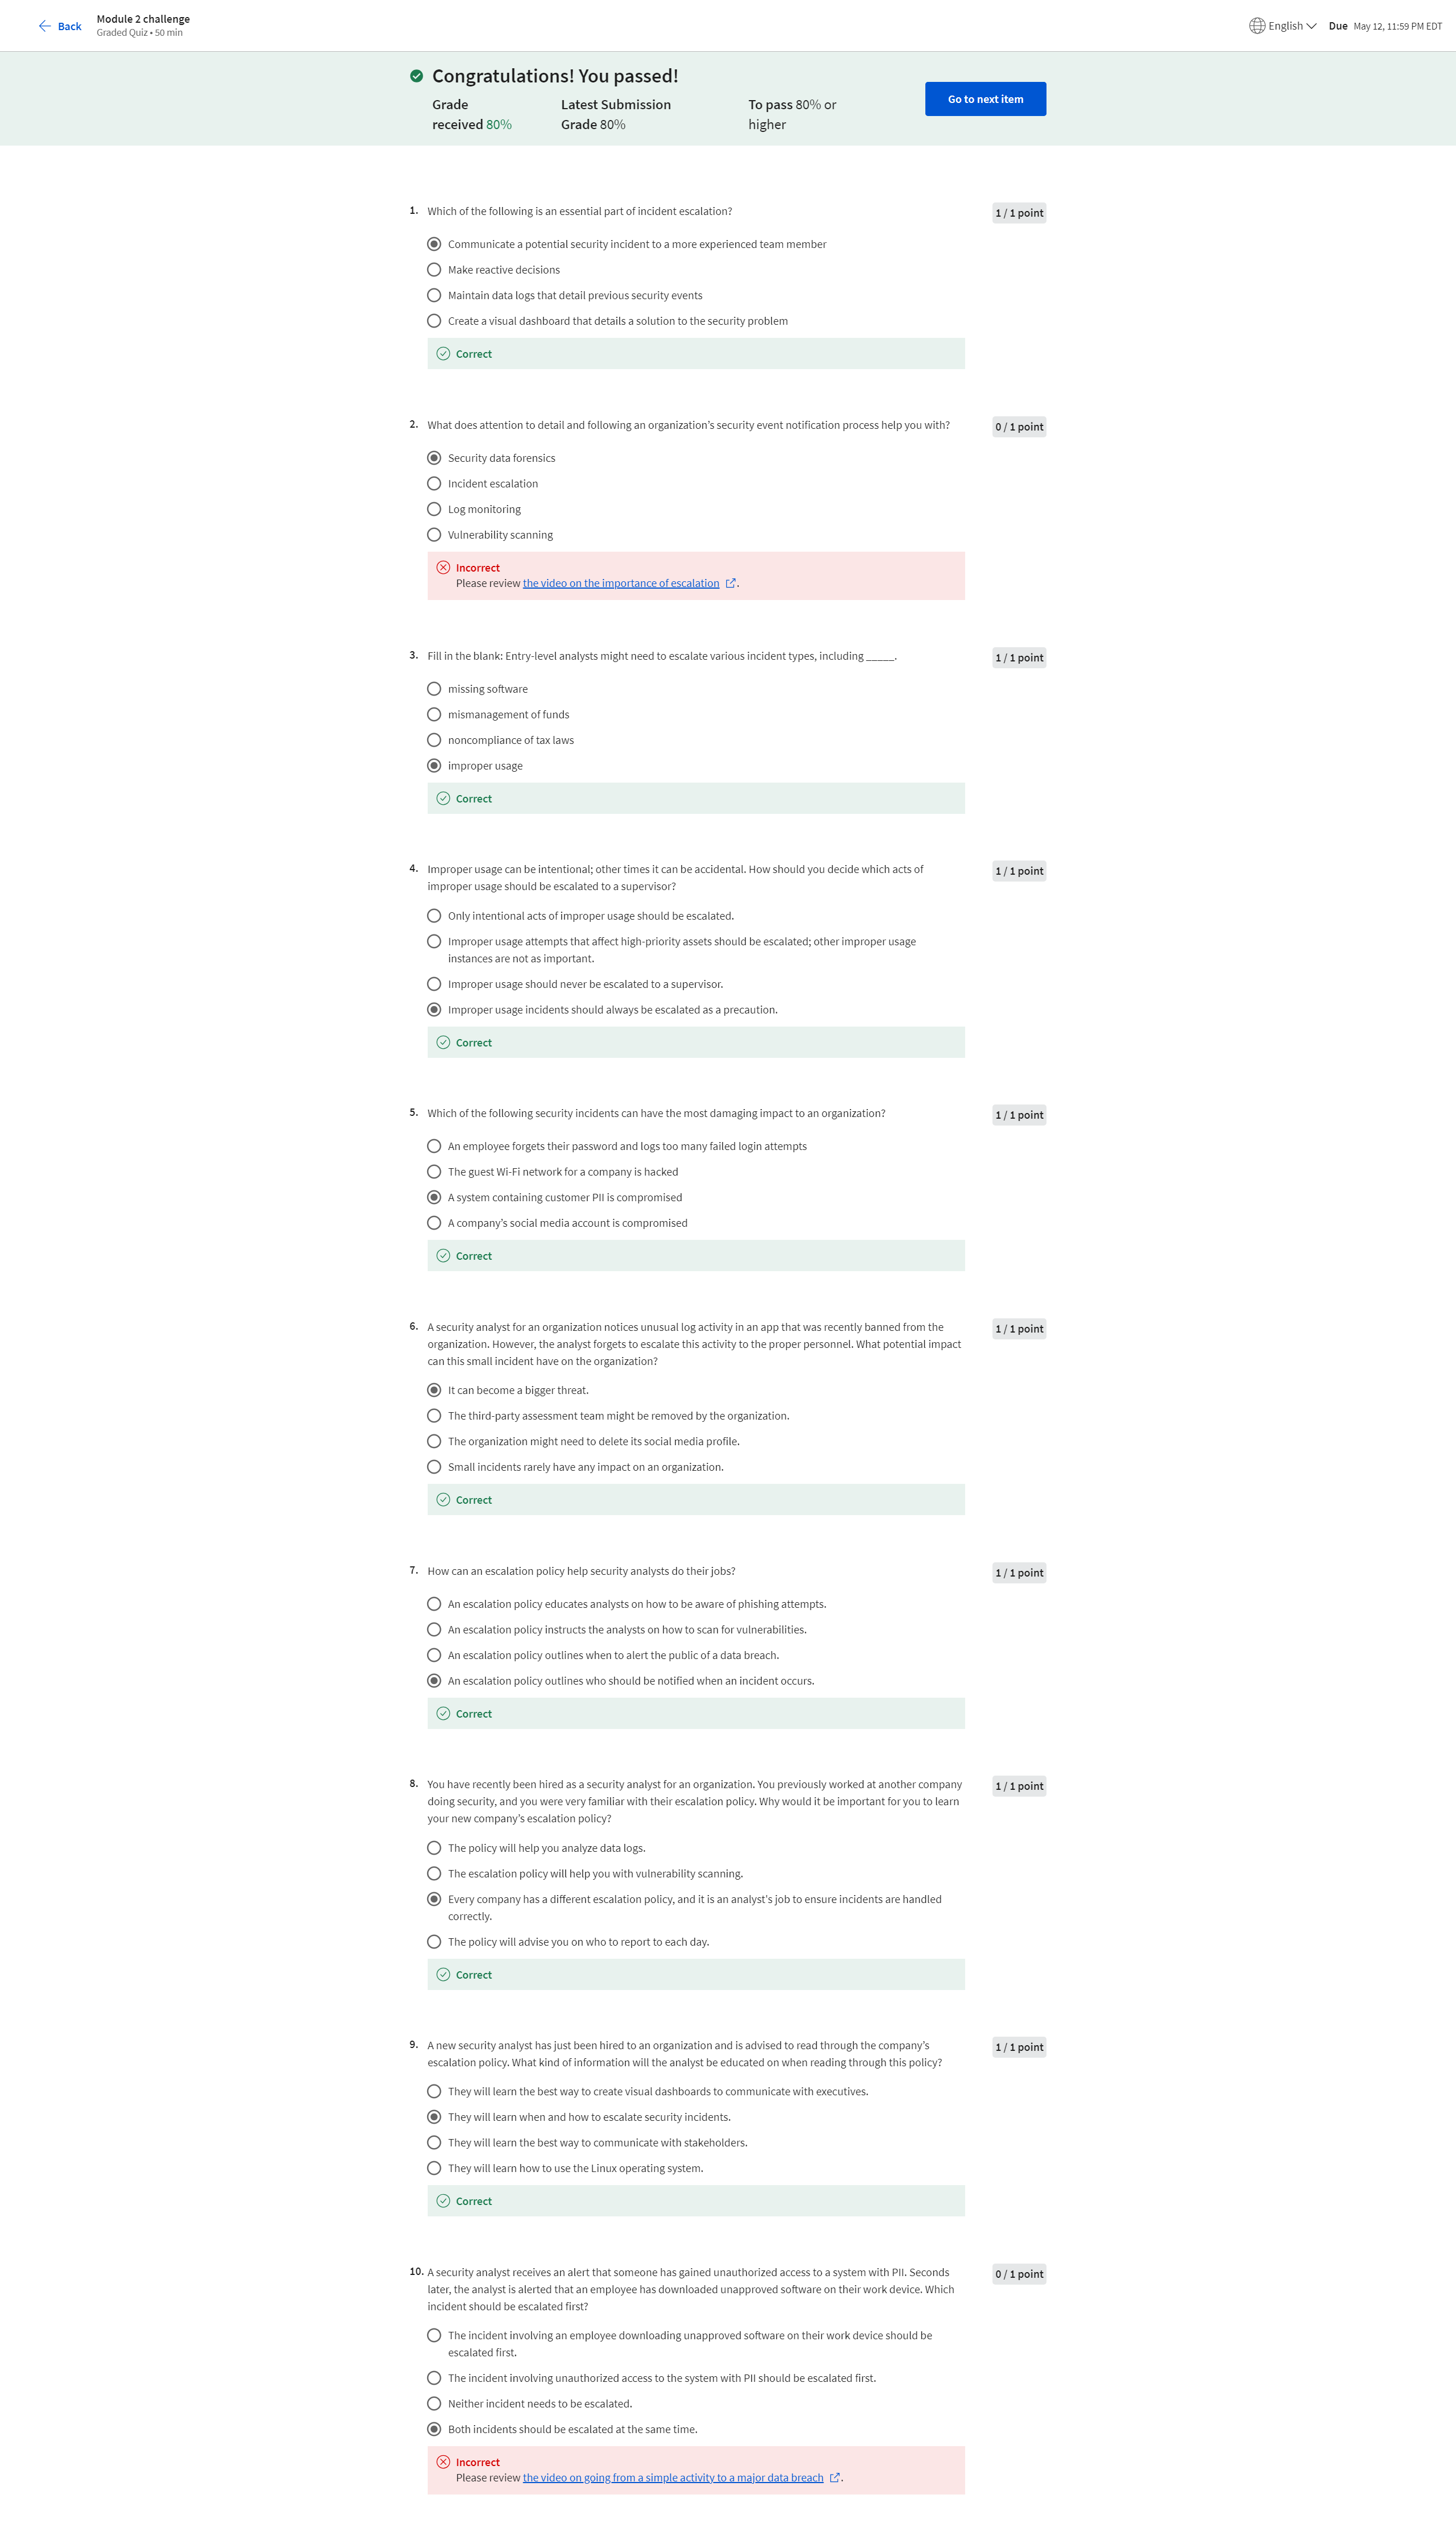 Back
Module 2 challenge
Graded Quiz • 50 min
English
Due May 12, 11:59 PM EDT
Congratulations! You passed!
Grade
received 80%
Latest Submission
Grade 80%
To pass 80% or
higher
Go to next item
1. Which of the following is an essential part of incident escalation?
1 / 1 point
Communicate a potential security incident to a more experienced team member
Make reactive decisions
Maintain data logs that detail previous security events
Create a visual dashboard that details a solution to the security problem
Correct
2. What does attention to detail and following an organization’s security event notification process help you with?
0 / 1 point
Security data forensics
Incident escalation
Log monitoring
Vulnerability scanning
Incorrect
Please review the video on the importance of escalation.
3. Fill in the blank: Entry-level analysts might need to escalate various incident types, including _____.
1 / 1 point
missing software
mismanagement of funds
noncompliance of tax laws
improper usage
Correct
4. Improper usage can be intentional; other times it can be accidental. How should you decide which acts of
improper usage should be escalated to a supervisor?
1 / 1 point
Only intentional acts of improper usage should be escalated.
Improper usage attempts that affect high-priority assets should be escalated; other improper usage
instances are not as important.
Improper usage should never be escalated to a supervisor.
Improper usage incidents should always be escalated as a precaution.
Correct
5. Which of the following security incidents can have the most damaging impact to an organization?
1 / 1 point
An employee forgets their password and logs too many failed login attempts
The guest Wi-Fi network for a company is hacked
A system containing customer PII is compromised
A company’s social media account is compromised
Correct
6. A security analyst for an organization notices unusual log activity in an app that was recently banned from the
organization. However, the analyst forgets to escalate this activity to the proper personnel. What potential impact
can this small incident have on the organization?
1 / 1 point
It can become a bigger threat.
The third-party assessment team might be removed by the organization.
The organization might need to delete its social media profile.
Small incidents rarely have any impact on an organization.
Correct
7. How can an escalation policy help security analysts do their jobs?
1 / 1 point
An escalation policy educates analysts on how to be aware of phishing attempts.
An escalation policy instructs the analysts on how to scan for vulnerabilities.
An escalation policy outlines when to alert the public of a data breach.
An escalation policy outlines who should be notified when an incident occurs.
Correct
8. You have recently been hired as a security analyst for an organization. You previously worked at another company
doing security, and you were very familiar with their escalation policy. Why would it be important for you to learn
your new company’s escalation policy?
1 / 1 point
The policy will help you analyze data logs.
The escalation policy will help you with vulnerability scanning.
Every company has a different escalation policy, and it is an analyst's job to ensure incidents are handled
correctly.
The policy will advise you on who to report to each day.
Correct
9. A new security analyst has just been hired to an organization and is advised to read through the company’s
escalation policy. What kind of information will the analyst be educated on when reading through this policy?
1 / 1 point
They will learn the best way to create visual dashboards to communicate with executives.
They will learn when and how to escalate security incidents.
They will learn the best way to communicate with stakeholders.
They will learn how to use the Linux operating system.
Correct
10. A security analyst receives an alert that someone has gained unauthorized access to a system with PII. Seconds
later, the analyst is alerted that an employee has downloaded unapproved software on their work device. Which
incident should be escalated first?
0 / 1 point
The incident involving an employee downloading unapproved software on their work device should be
escalated first.
The incident involving unauthorized access to the system with PII should be escalated first.
Neither incident needs to be escalated.
Both incidents should be escalated at the same time.
Incorrect
Please review the video on going from a simple activity to a major data breach.